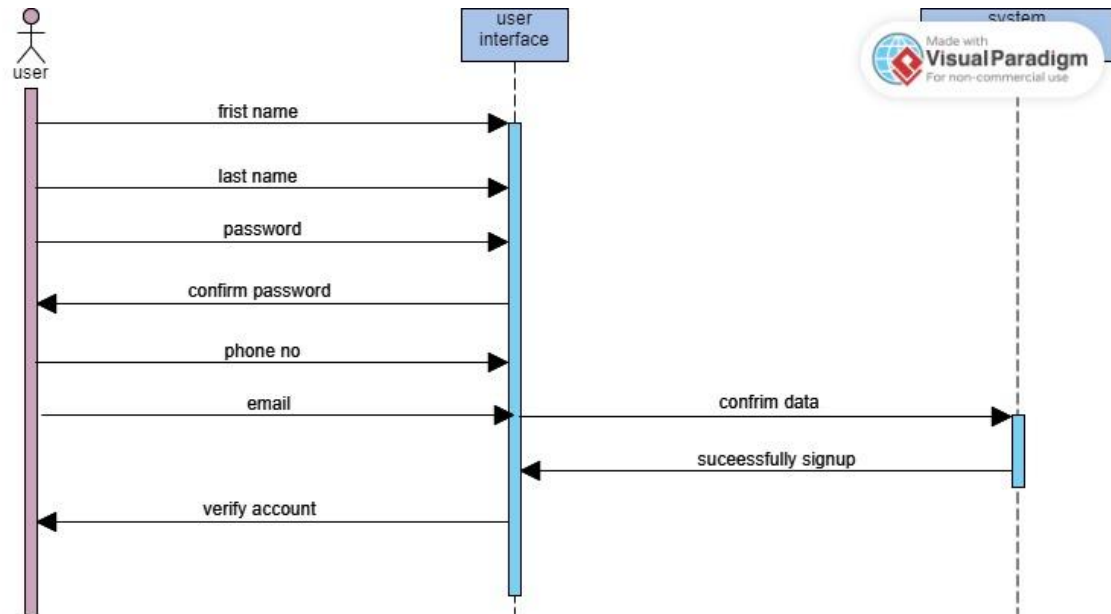 user
interface
system
Made with
Visual Paradigm
For non-commercial use
user
frist name
last name
password
confirm password
phone no
email
confrim data
suceessfully signup
verify account